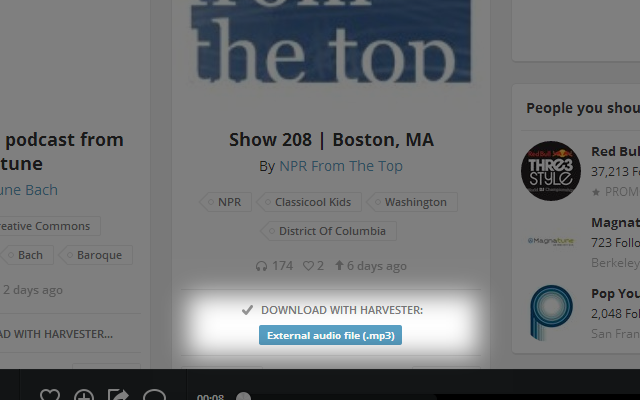 from
the top
podcast from
tune
une Bach
reative Commons
Bach
Baroque
2 days ago
AD WITH HARVESTER...
Show 208 | Boston, MA
By NPR From The Top
NPR
Classicool Kids
Washington
District Of Columbia
174
2
6 days ago
DOWNLOAD WITH HARVESTER:
External audio file (.mp3)
People you shou
Red Bul
37,213 Fo
PROM
Magnat
723 Follo
Berkeley
Pop You
2,048 Foll
San Fran
Red Bull
THRE3
STYLE
Magnatune
00:08